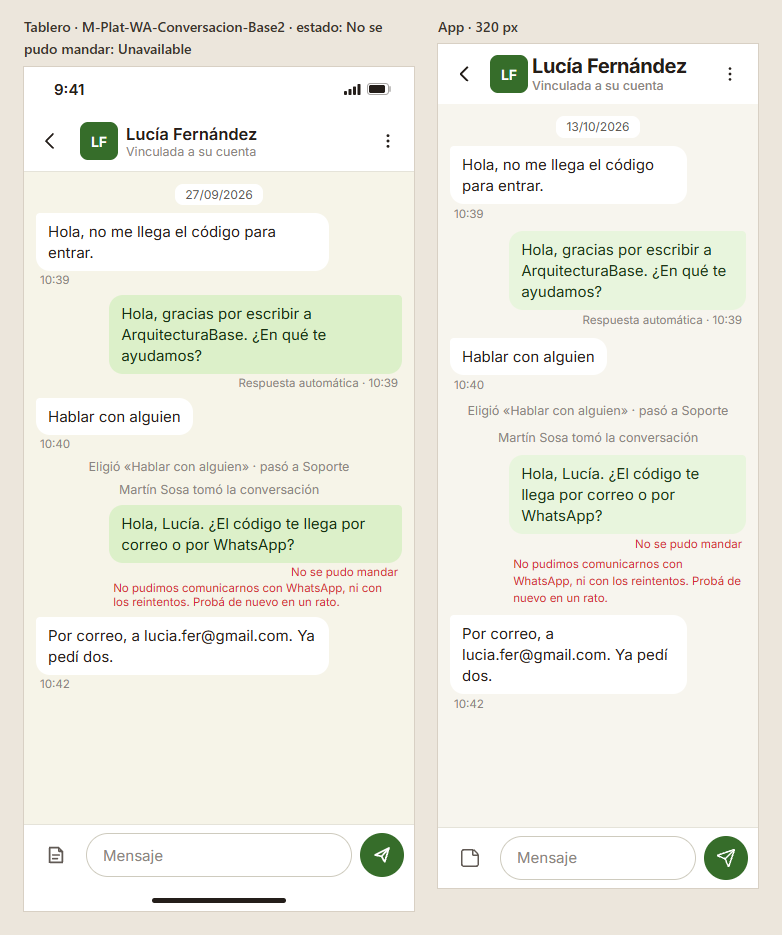 Tablero · M-Plat-WA-Conversacion-Base2 · estado: No se
pudo mandar: Unavailable
9:41
LF
Lucía Fernández
Vinculada a su cuenta
27/09/2026
Hola, no me llega el código para
entrar.
10:39
Hola, gracias por escribir a
ArquitecturaBase. ¿En qué te
ayudamos?
Respuesta automática · 10:39
Hablar con alguien
10:40
Eligió «Hablar con alguien» · pasó a Soporte
Martín Sosa tomó la conversación
Hola, Lucía. ¿El código te llega por
correo o por WhatsApp?
No se pudo mandar
No pudimos comunicarnos con WhatsApp, ni con
los reintentos. Probá de nuevo en un rato.
Por correo, a lucia.fer@gmail.com. Ya
pedí dos.
10:42
Mensaje
App · 320 px
LF
Lucía Fernández
Vinculada a su cuenta
13/10/2026
Hola, no me llega el código
para entrar.
10:39
Hola, gracias por escribir a
ArquitecturaBase. ¿En qué te
ayudamos?
Respuesta automática · 10:39
Hablar con alguien
10:40
Eligió «Hablar con alguien» · pasó a Soporte
Martín Sosa tomó la conversación
Hola, Lucía. ¿El código te
llega por correo o por
WhatsApp?
No se pudo mandar
No pudimos comunicarnos con
WhatsApp, ni con los reintentos. Probá de
nuevo en un rato.
Por correo, a
lucia.fer@gmail.com. Ya pedí
dos.
10:42
Mensaje